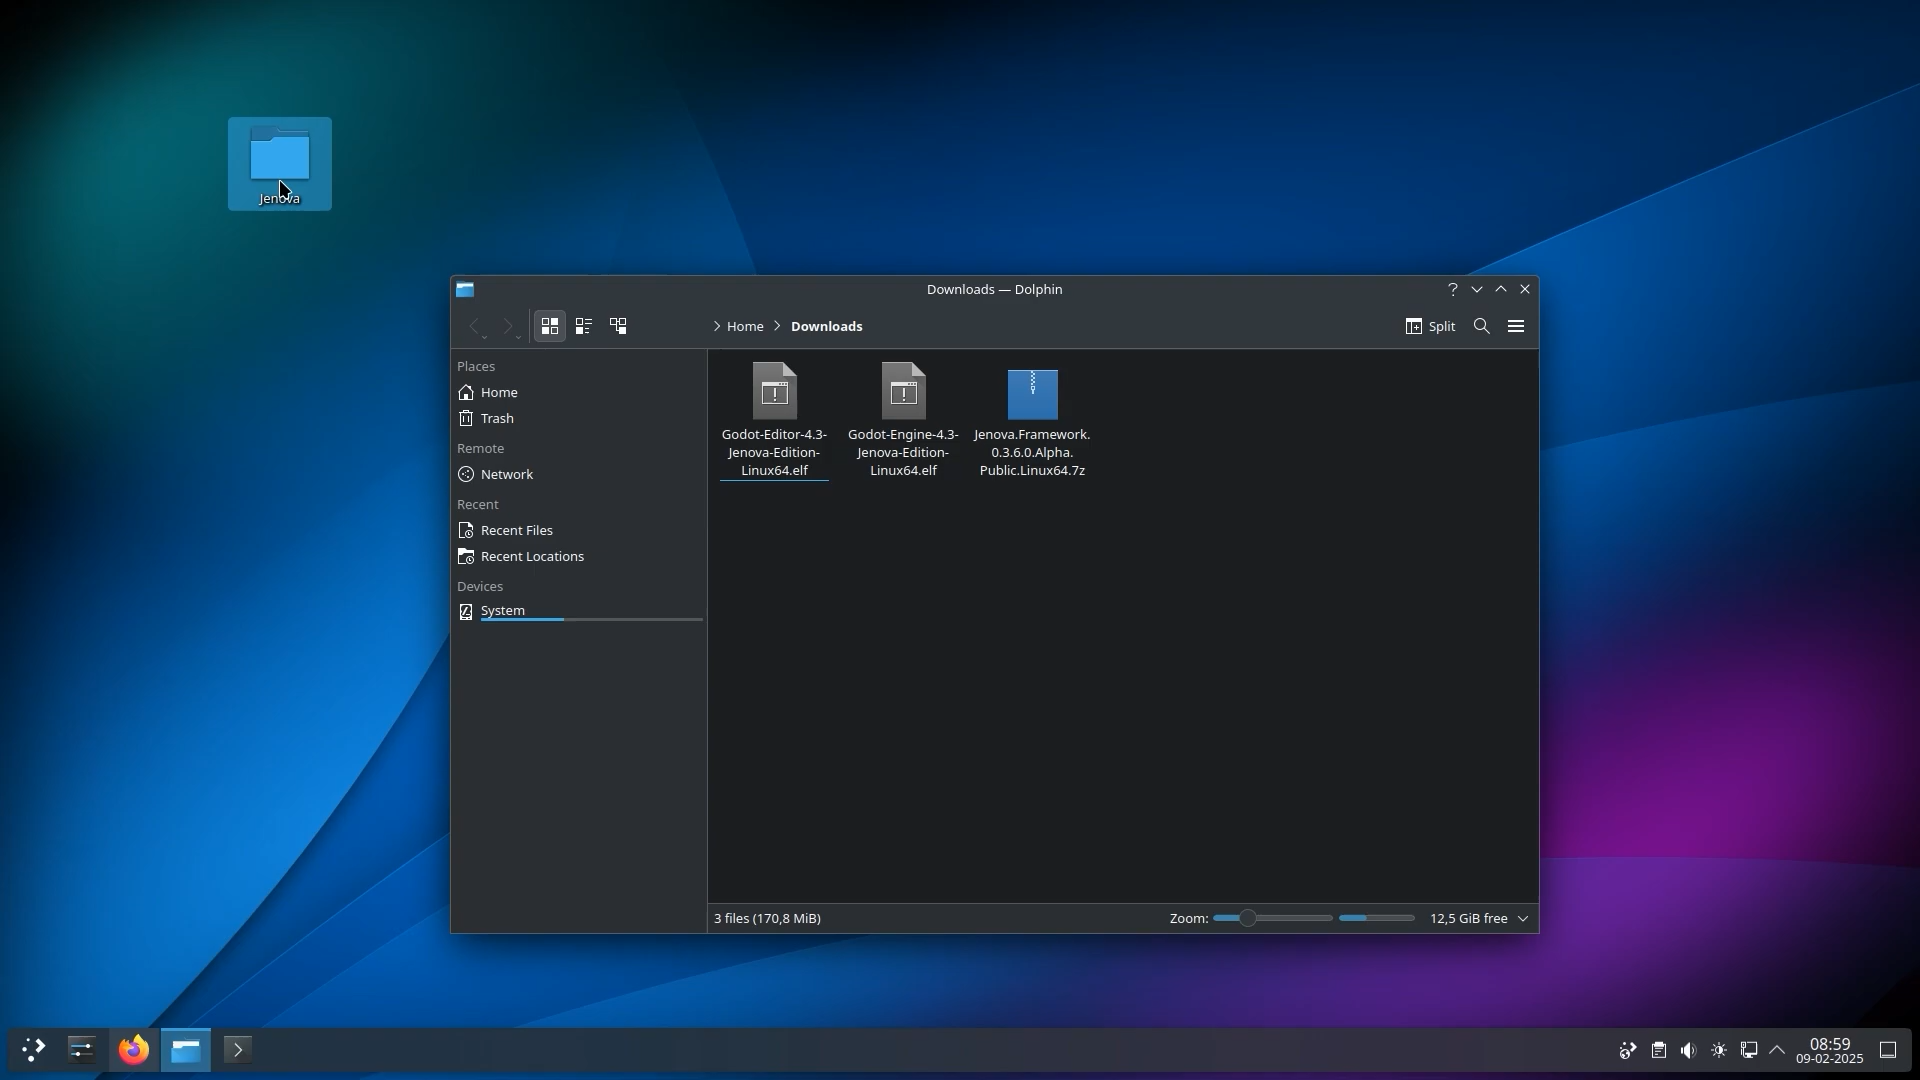 Jenova
Downloads — Dolphin
Home
Downloads
Split
Places
Home
Trash
Remote
Network
Recent
Recent Files
Recent Locations
Devices
System
Godot-Editor-4.3-
Jenova-Edition-
Linux64.elf
Godot-Engine-4.3-
Jenova-Edition-
Linux64.elf
Jenova.Framework.
0.3.6.0.Alpha.
Public.Linux64.7z
3 files (170,8 MiB)
Zoom:
12,5 GiB free
08:59
09-02-2025